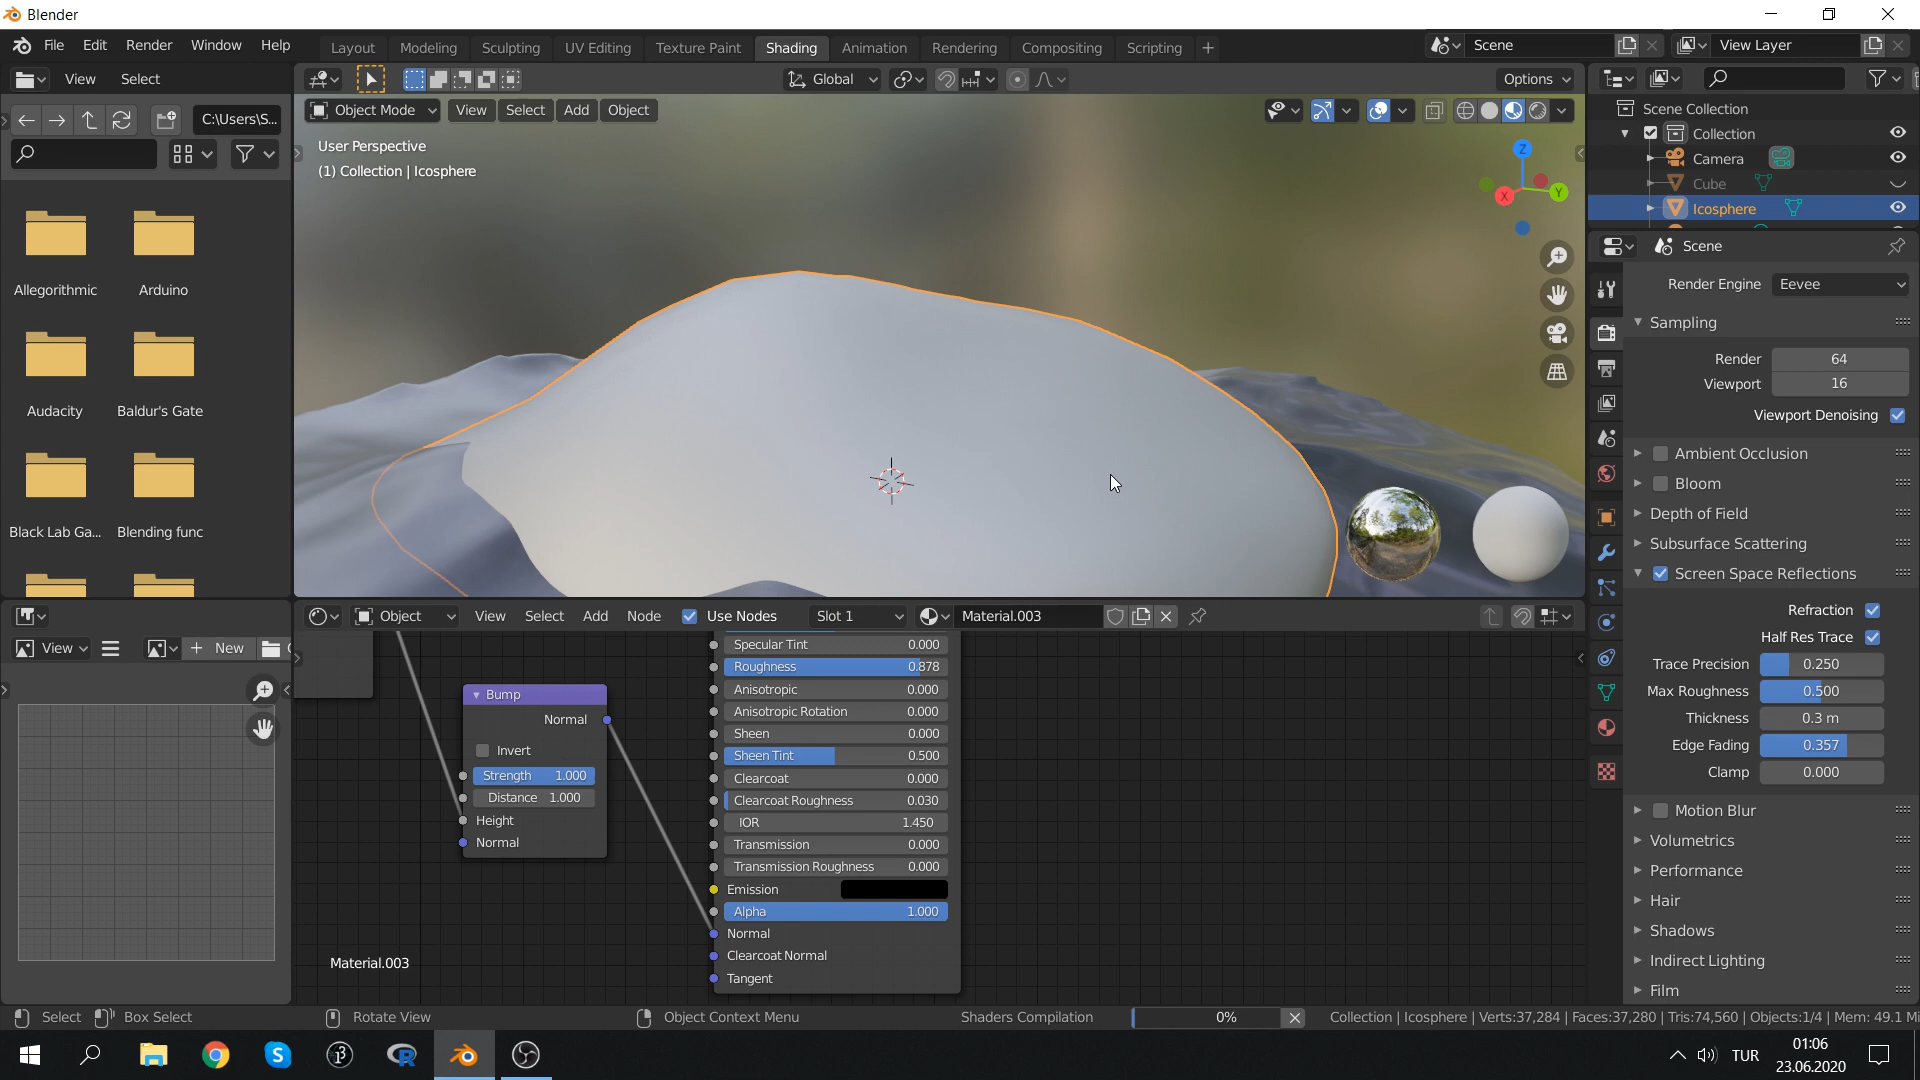 Blender
File Edit Render Window Help
Layout Modeling Sculpting UV Editing Texture Paint Shading Animation Rendering Compositing Scripting +
Scene
View Layer
View Select
Global
Options
C:\Users\S...
Object Mode View Select Add Object
User Perspective
(1) Collection | Icosphere
Z
Y
X
Scene Collection
Collection
Camera
Cube
Icosphere
Scene
Render Engine Eevee
Sampling
Render 64
Viewport 16
Viewport Denoising
Ambient Occlusion
Bloom
Depth of Field
Subsurface Scattering
Screen Space Reflections
Refraction
Half Res Trace
Trace Precision 0.250
Max Roughness 0.500
Thickness 0.3 m
Edge Fading 0.357
Clamp 0.000
Motion Blur
Volumetrics
Performance
Hair
Shadows
Indirect Lighting
Film
Allegorithmic Arduino
Audacity Baldur's Gate
Black Lab Ga... Blending func
View
+ New
Object View Select Add Node Use Nodes Slot 1 Material.003
Bump
Normal
Invert
Strength 1.000
Distance 1.000
Height
Normal
Specular Tint 0.000
Roughness 0.878
Anisotropic 0.000
Anisotropic Rotation 0.000
Sheen 0.000
Sheen Tint 0.500
Clearcoat 0.000
Clearcoat Roughness 0.030
IOR 1.450
Transmission 0.000
Transmission Roughness 0.000
Emission
Alpha 1.000
Normal
Clearcoat Normal
Tangent
Material.003
Select Box Select Rotate View Object Context Menu Shaders Compilation 0% Collection | Icosphere | Verts:37,284 | Faces:37,280 | Tris:74,560 | Objects:1/4 | Mem: 49.1 Mi
TUR
01:06
23.06.2020